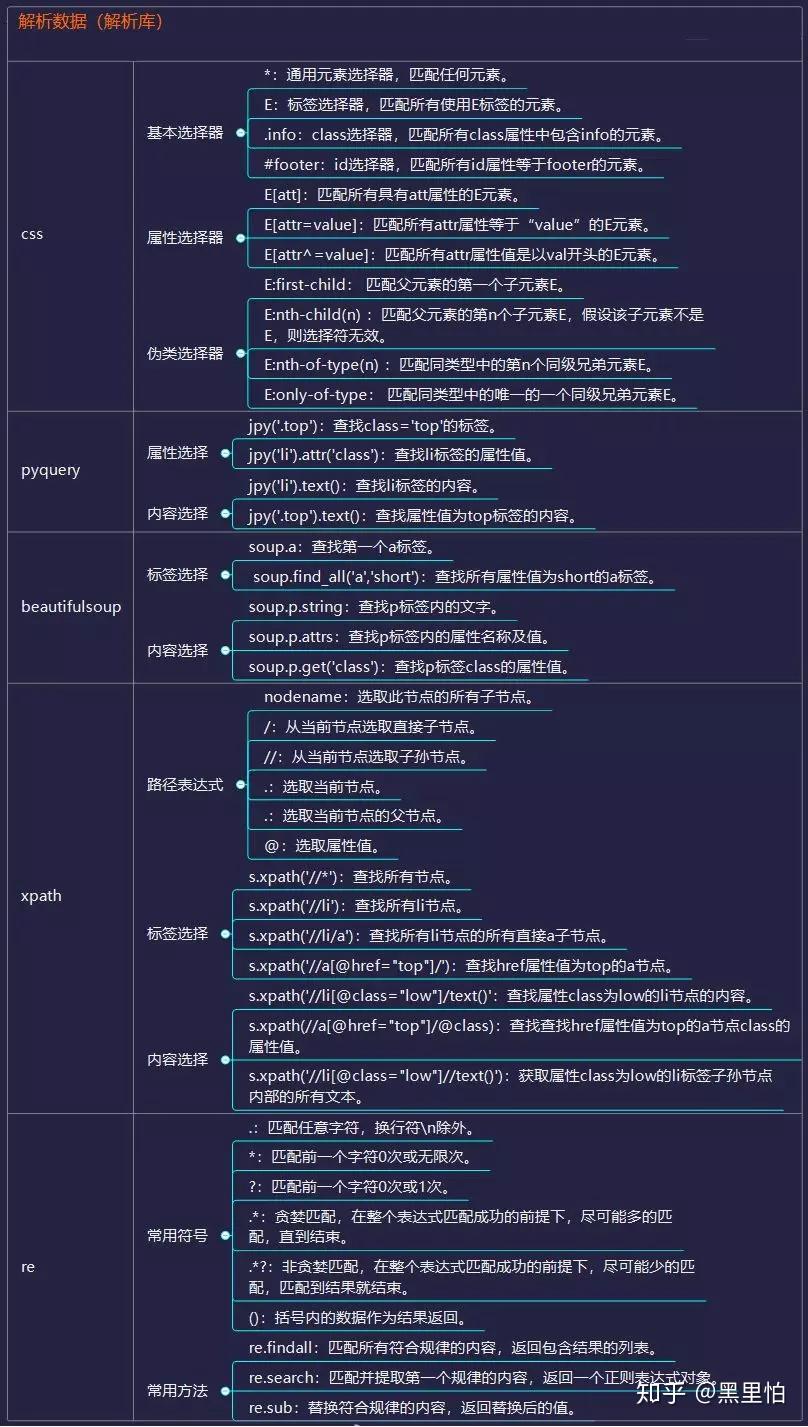 解析数据（解析库）
css
基本选择器
*：通用元素选择器，匹配任何元素。
E：标签选择器，匹配所有使用E标签的元素。
.info：class选择器，匹配所有class属性中包含info的元素。
#footer：id选择器，匹配所有id属性等于footer的元素。
属性选择器
E[att]：匹配所有具有att属性的E元素。
E[attr=value]：匹配所有attr属性等于“value”的E元素。
E[attr^=value]：匹配所有attr属性值是以val开头的E元素。
伪类选择器
E:first-child： 匹配父元素的第一个子元素E。
E:nth-child(n) ：匹配父元素的第n个子元素E，假设该子元素不是
E，则选择符无效。
E:nth-of-type(n) ：匹配同类型中的第n个同级兄弟元素E。
E:only-of-type： 匹配同类型中的唯一的一个同级兄弟元素E。
pyquery
属性选择
jpy('.top')：查找class='top'的标签。
jpy('li').attr('class')：查找li标签的属性值。
内容选择
jpy('li').text()：查找li标签的内容。
jpy('.top').text()：查找属性值为top标签的内容。
beautifulsoup
标签选择
soup.a：查找第一个a标签。
soup.find_all('a','short')：查找所有属性值为short的a标签。
内容选择
soup.p.string：查找p标签内的文字。
soup.p.attrs：查找p标签内的属性名称及值。
soup.p.get('class')：查找p标签class的属性值。
xpath
路径表达式
nodename：选取此节点的所有子节点。
/：从当前节点选取直接子节点。
//：从当前节点选取子孙节点。
.：选取当前节点。
.：选取当前节点的父节点。
@：选取属性值。
标签选择
s.xpath('//*')：查找所有节点。
s.xpath('//li')：查找所有li节点。
s.xpath('//li/a')：查找所有li节点的所有直接a子节点。
s.xpath('//a[@href="top"]/')：查找href属性值为top的a节点。
内容选择
s.xpath('//li[@class="low"]/text()'：查找属性class为low的li节点的内容。
s.xpath(//a[@href="top"]/@class)：查找查找href属性值为top的a节点class的
属性值。
s.xpath('//li[@class="low"]//text()')：获取属性class为low的li标签子孙节点
内部的所有文本。
re
常用符号
.：匹配任意字符，换行符\n除外。
*：匹配前一个字符0次或无限次。
?：匹配前一个字符0次或1次。
.*：贪婪匹配，在整个表达式匹配成功的前提下，尽可能多的匹
配，直到结束。
.*?：非贪婪匹配，在整个表达式匹配成功的前提下，尽可能少的匹
配，匹配到结果就结束。
()：括号内的数据作为结果返回。
常用方法
re.findall：匹配所有符合规律的内容，返回包含结果的列表。
re.search：匹配并提取第一个规律的内容，返回一个正则表达式对象。
re.sub：替换符合规律的内容，返回替换后的值。
知乎 @黑里怕